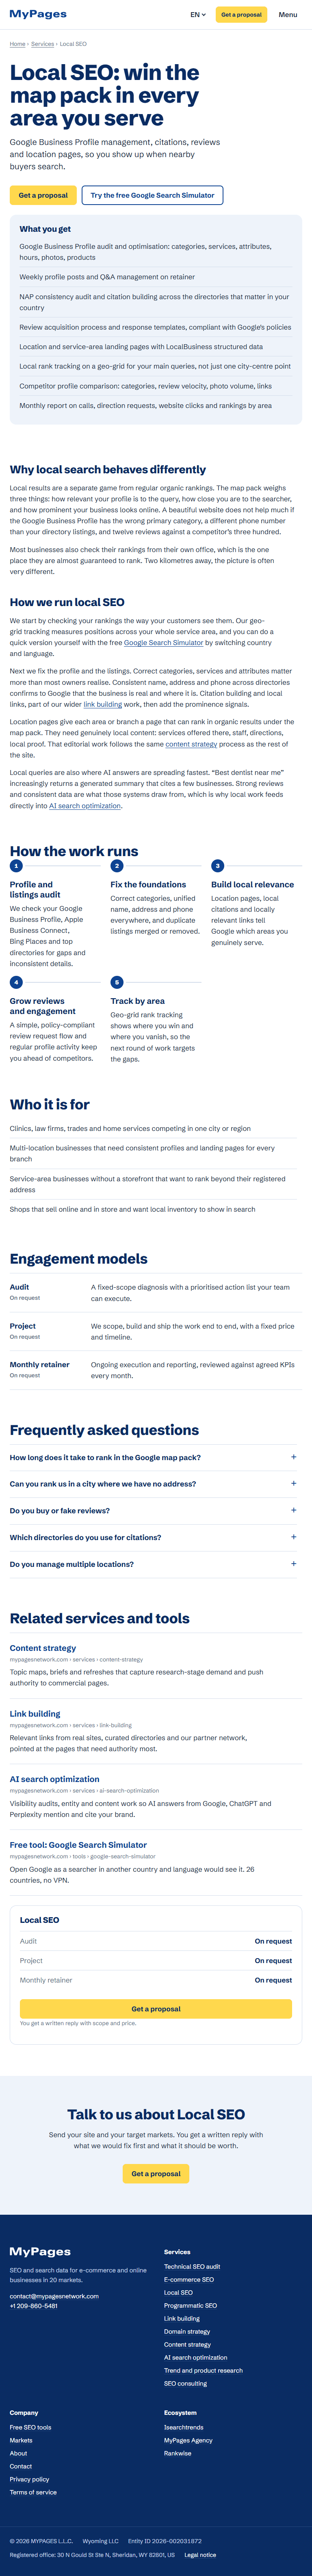 MyPages
EN
Get a proposal
Menu
Home › Services › Local SEO
Local SEO: win the
map pack in every
area you serve
Google Business Profile management, citations, reviews
and location pages, so you show up when nearby
buyers search.
Get a proposal
Try the free Google Search Simulator
What you get
Google Business Profile audit and optimisation: categories, services, attributes,
hours, photos, products
Weekly profile posts and Q&A management on retainer
NAP consistency audit and citation building across the directories that matter in your
country
Review acquisition process and response templates, compliant with Google's policies
Location and service-area landing pages with LocalBusiness structured data
Local rank tracking on a geo-grid for your main queries, not just one city-centre point
Competitor profile comparison: categories, review velocity, photo volume, links
Monthly report on calls, direction requests, website clicks and rankings by area
Why local search behaves differently
Local results are a separate game from regular organic rankings. The map pack weighs
three things: how relevant your profile is to the query, how close you are to the searcher,
and how prominent your business looks online. A beautiful website does not help much if
the Google Business Profile has the wrong primary category, a different phone number
than your directory listings, and twelve reviews against a competitor's three hundred.
Most businesses also check their rankings from their own office, which is the one
place they are almost guaranteed to rank. Two kilometres away, the picture is often
very different.
How we run local SEO
We start by checking your rankings the way your customers see them. Our geo-
grid tracking measures positions across your whole service area, and you can do a
quick version yourself with the free Google Search Simulator by switching country
and language.
Next we fix the profile and the listings. Correct categories, services and attributes matter
more than most owners realise. Consistent name, address and phone across directories
confirms to Google that the business is real and where it is. Citation building and local
links, part of our wider link building work, then add the prominence signals.
Location pages give each area or branch a page that can rank in organic results under the
map pack. They need genuinely local content: services offered there, staff, directions,
local proof. That editorial work follows the same content strategy process as the rest of
the site.
Local queries are also where AI answers are spreading fastest. “Best dentist near me”
increasingly returns a generated summary that cites a few businesses. Strong reviews
and consistent data are what those systems draw from, which is why local work feeds
directly into AI search optimization.
How the work runs
1
Profile and
listings audit
We check your Google
Business Profile, Apple
Business Connect,
Bing Places and top
directories for gaps and
inconsistent details.
2
Fix the foundations
Correct categories, unified
name, address and phone
everywhere, and duplicate
listings merged or removed.
3
Build local relevance
Location pages, local
citations and locally
relevant links tell
Google which areas you
genuinely serve.
4
Grow reviews
and engagement
A simple, policy-compliant
review request flow and
regular profile activity keep
you ahead of competitors.
5
Track by area
Geo-grid rank tracking
shows where you win and
where you vanish, so the
next round of work targets
the gaps.
Who it is for
Clinics, law firms, trades and home services competing in one city or region
Multi-location businesses that need consistent profiles and landing pages for every
branch
Service-area businesses without a storefront that want to rank beyond their registered
address
Shops that sell online and in store and want local inventory to show in search
Engagement models
Audit
On request
A fixed-scope diagnosis with a prioritised action list your team
can execute.
Project
On request
We scope, build and ship the work end to end, with a fixed price
and timeline.
Monthly retainer
On request
Ongoing execution and reporting, reviewed against agreed KPIs
every month.
Frequently asked questions
How long does it take to rank in the Google map pack?
Can you rank us in a city where we have no address?
Do you buy or fake reviews?
Which directories do you use for citations?
Do you manage multiple locations?
Related services and tools
Content strategy
mypagesnetwork.com › services › content-strategy
Topic maps, briefs and refreshes that capture research-stage demand and push
authority to commercial pages.
Link building
mypagesnetwork.com › services › link-building
Relevant links from real sites, curated directories and our partner network,
pointed at the pages that need authority most.
AI search optimization
mypagesnetwork.com › services › ai-search-optimization
Visibility audits, entity and content work so AI answers from Google, ChatGPT and
Perplexity mention and cite your brand.
Free tool: Google Search Simulator
mypagesnetwork.com › tools › google-search-simulator
Open Google as a searcher in another country and language would see it. 26
countries, no VPN.
Local SEO
Audit On request
Project On request
Monthly retainer On request
Get a proposal
You get a written reply with scope and price.
Talk to us about Local SEO
Send your site and your target markets. You get a written reply with
what we would fix first and what it should be worth.
Get a proposal
MyPages
SEO and search data for e-commerce and online
businesses in 20 markets.
contact@mypagesnetwork.com
+1 209-860-5481
Services
Technical SEO audit
E-commerce SEO
Local SEO
Programmatic SEO
Link building
Domain strategy
Content strategy
AI search optimization
Trend and product research
SEO consulting
Company
Free SEO tools
Markets
About
Contact
Privacy policy
Terms of service
Ecosystem
Isearchtrends
MyPages Agency
Rankwise
© 2026 MYPAGES L.L.C. Wyoming LLC Entity ID 2026-002031872
Registered office: 30 N Gould St Ste N, Sheridan, WY 82801, US Legal notice